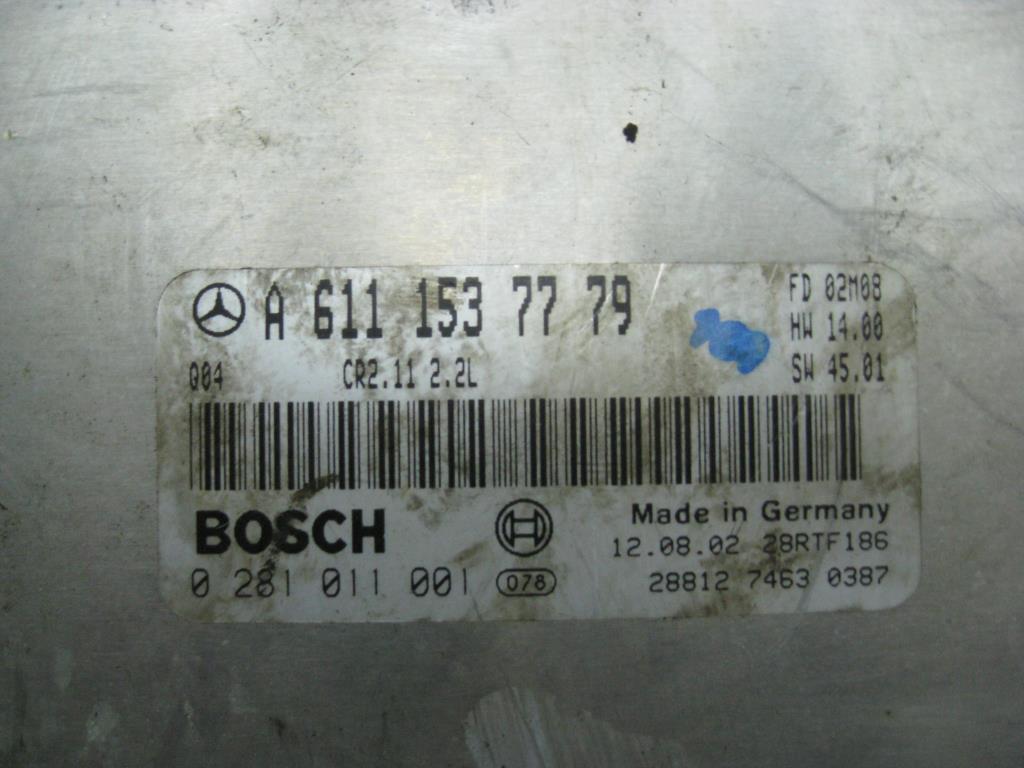 A 611 153 77 79
FD 02M08
HW 14.00
Q04 CR2.11 2.2L
SW 45.01
BOSCH
Made in Germany
12.08.02 28RTF186
0 281 011 001 078
28812 7463 0387